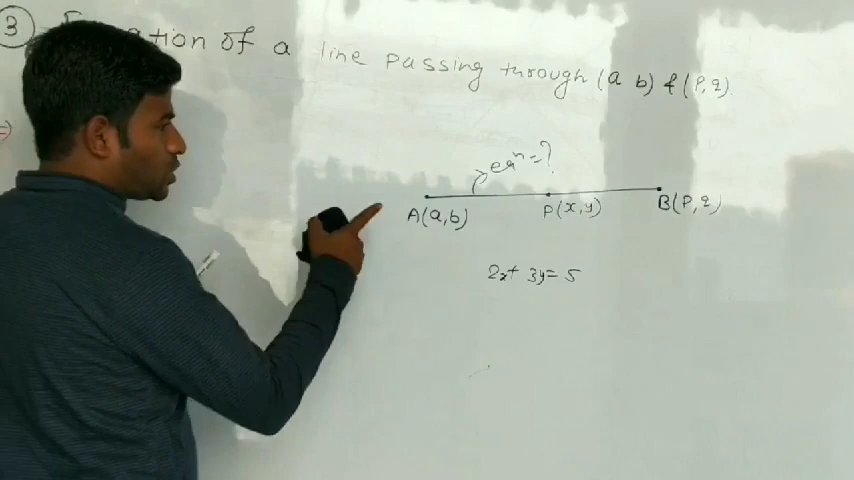 ③ Equation of a line passing through (a b) & (P,q).
eqⁿ=?
A(a,b) P(x,y) B(P,q)
2x+ 3y= 5